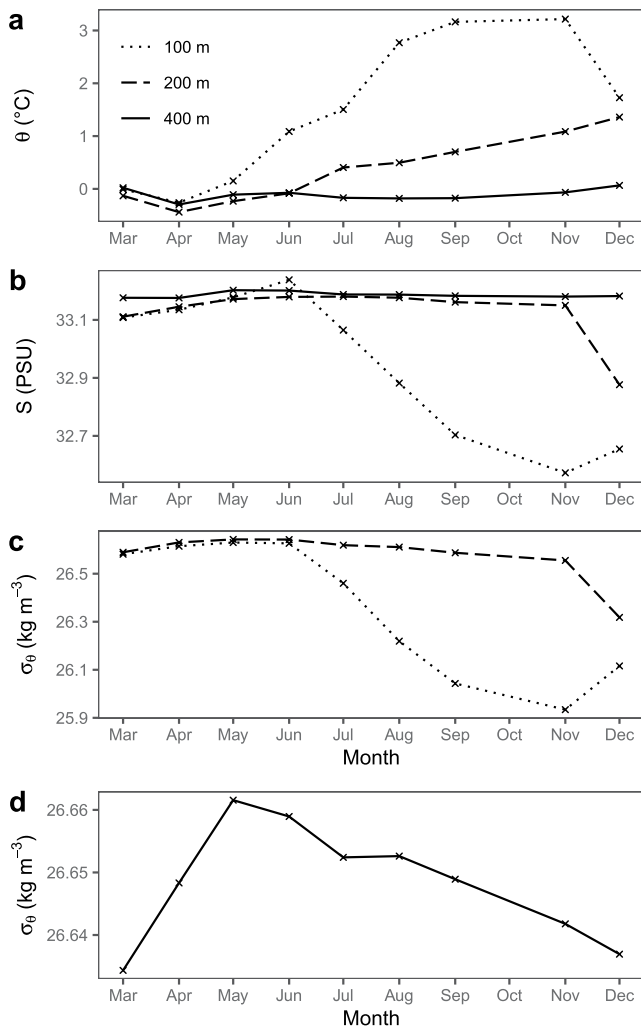 a
3
2
1
0
θ (°C)
100 m
200 m
400 m
Mar Apr May Jun Jul Aug Sep Oct Nov Dec
b
33.1
32.9
32.7
S (PSU)
Mar Apr May Jun Jul Aug Sep Oct Nov Dec
c
26.5
26.3
26.1
25.9
σθ (kg m⁻³)
Mar Apr May Jun Jul Aug Sep Oct Nov Dec
Month
d
26.66
26.65
26.64
σθ (kg m⁻³)
Mar Apr May Jun Jul Aug Sep Oct Nov Dec
Month